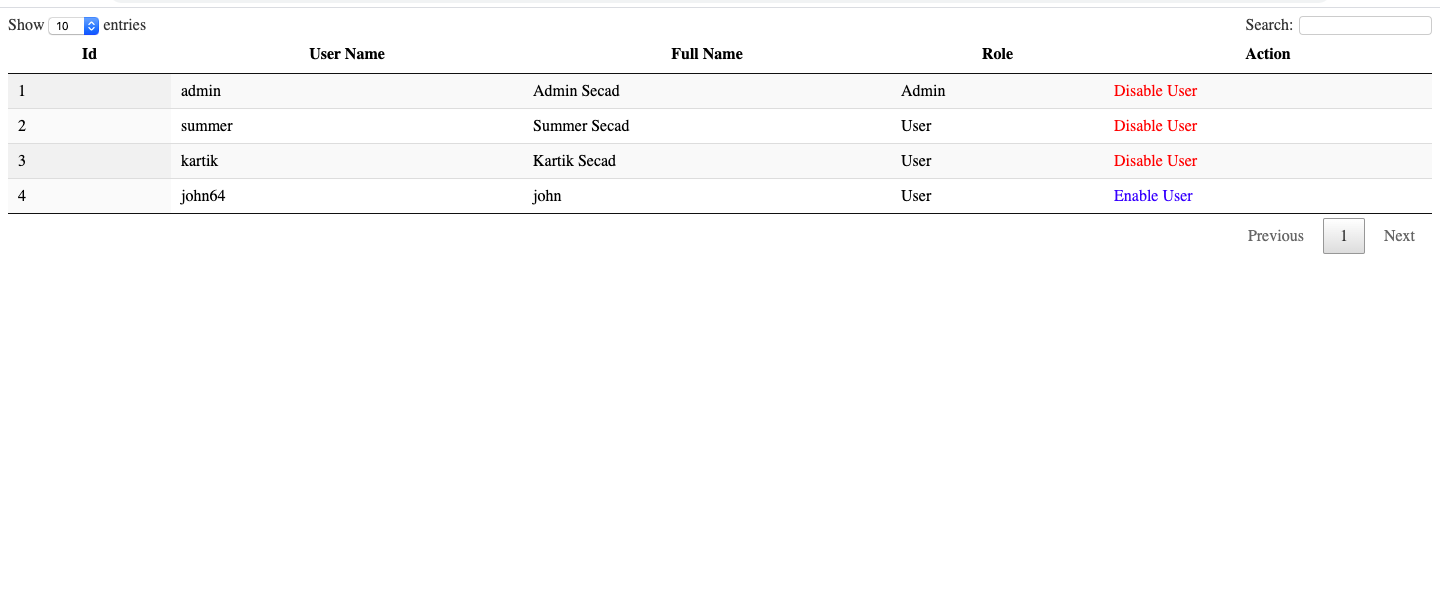 Show 10 entries Search:
Id User Name Full Name Role Action
1 admin Admin Secad Admin Disable User
2 summer Summer Secad User Disable User
3 kartik Kartik Secad User Disable User
4 john64 john User Enable User
Previous 1 Next